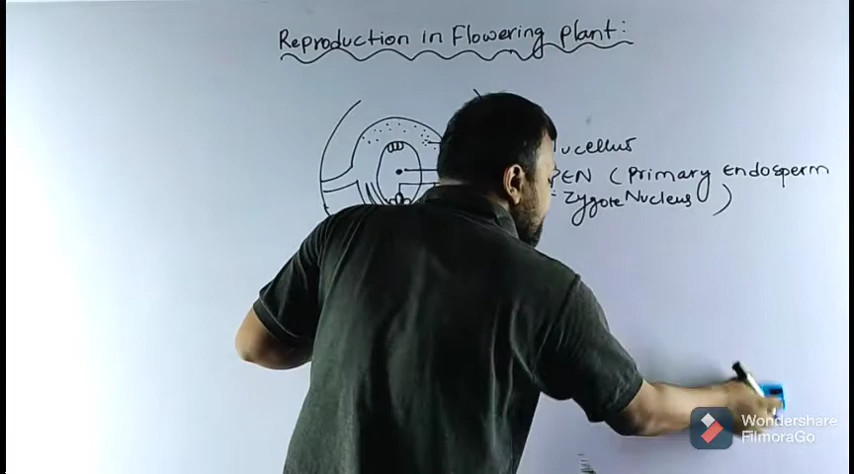 Reproduction in Flowering plant:
ucellus
PEN (Primary Endosperm
Zygote Nucleus )
Wondershare
FilmoraGo